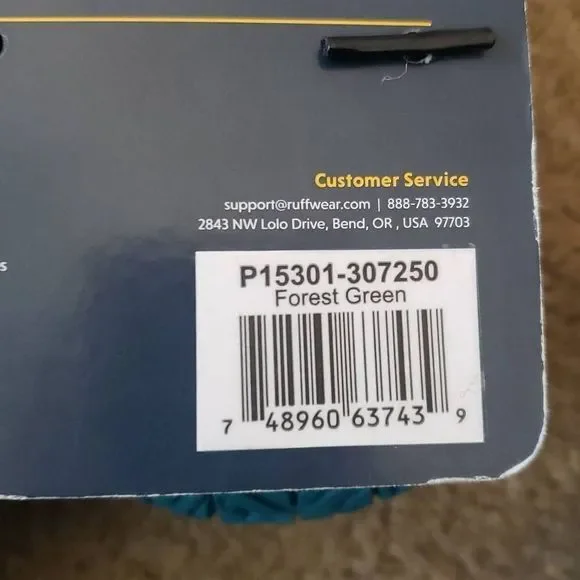 Customer Service
support@ruffwear.com | 888-783-3932
2843 NW Lolo Drive, Bend, OR , USA 97703
s
P15301-307250
Forest Green
7 48960 63743 9